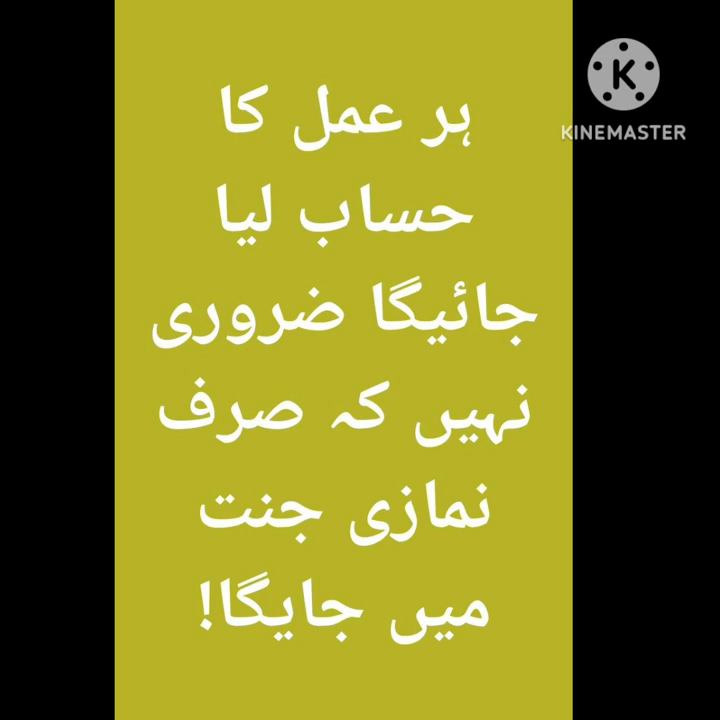 ہر عمل کا
حساب لیا
جائیگا ضروری
نہیں کہ صرف
نمازی جنت
میں جایگا!
KINEMASTER